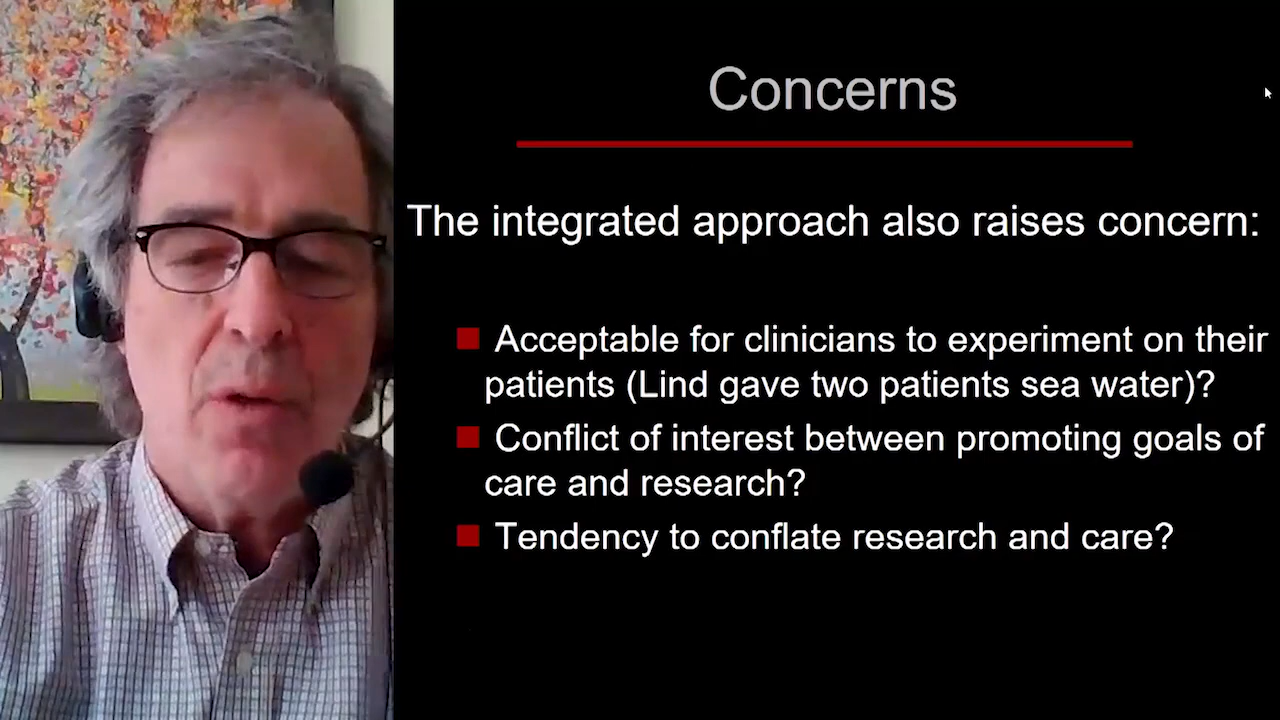 Concerns
The integrated approach also raises concern:
Acceptable for clinicians to experiment on their
patients (Lind gave two patients sea water)?
Conflict of interest between promoting goals of
care and research?
Tendency to conflate research and care?